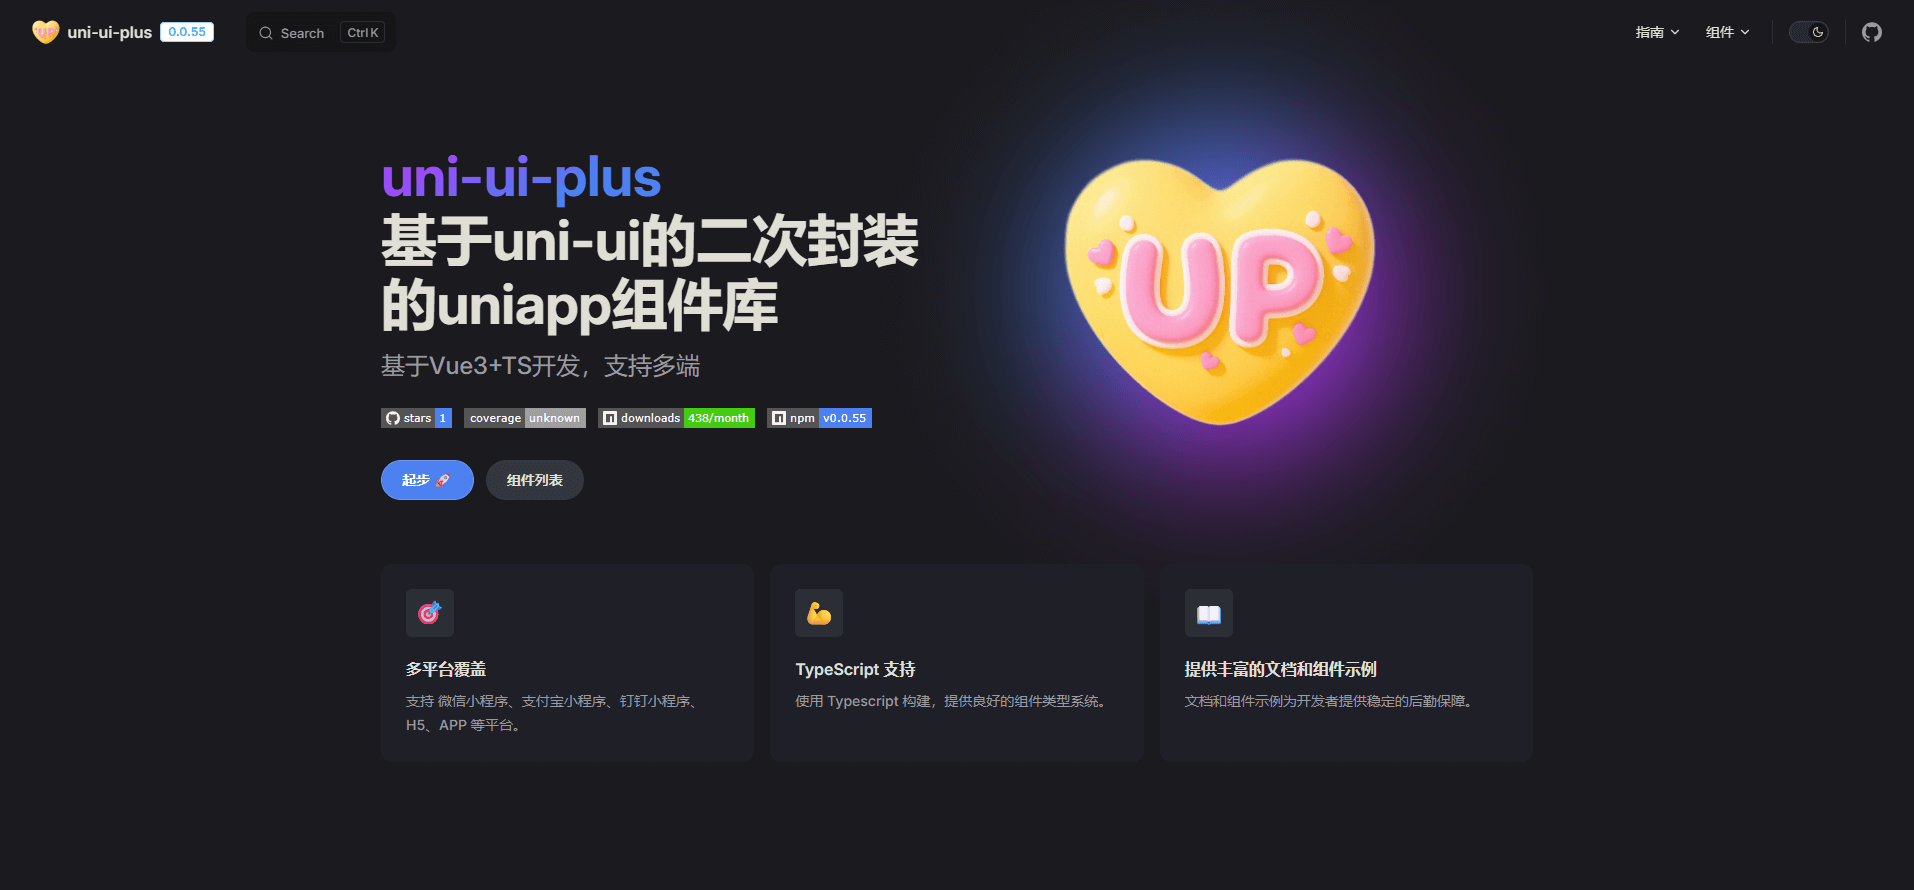 uni-ui-plus 0.0.55 Search Ctrl K 指南 组件
uni-ui-plus
基于uni-ui的二次封装
的uniapp组件库
基于Vue3+TS开发，支持多端
stars 1 coverage unknown downloads 438/month npm v0.0.55
起步 🚀 组件列表
UP
多平台覆盖
支持 微信小程序、支付宝小程序、钉钉小程序、
H5、APP 等平台。
TypeScript 支持
使用 Typescript 构建，提供良好的组件类型系统。
提供丰富的文档和组件示例
文档和组件示例为开发者提供稳定的后勤保障。